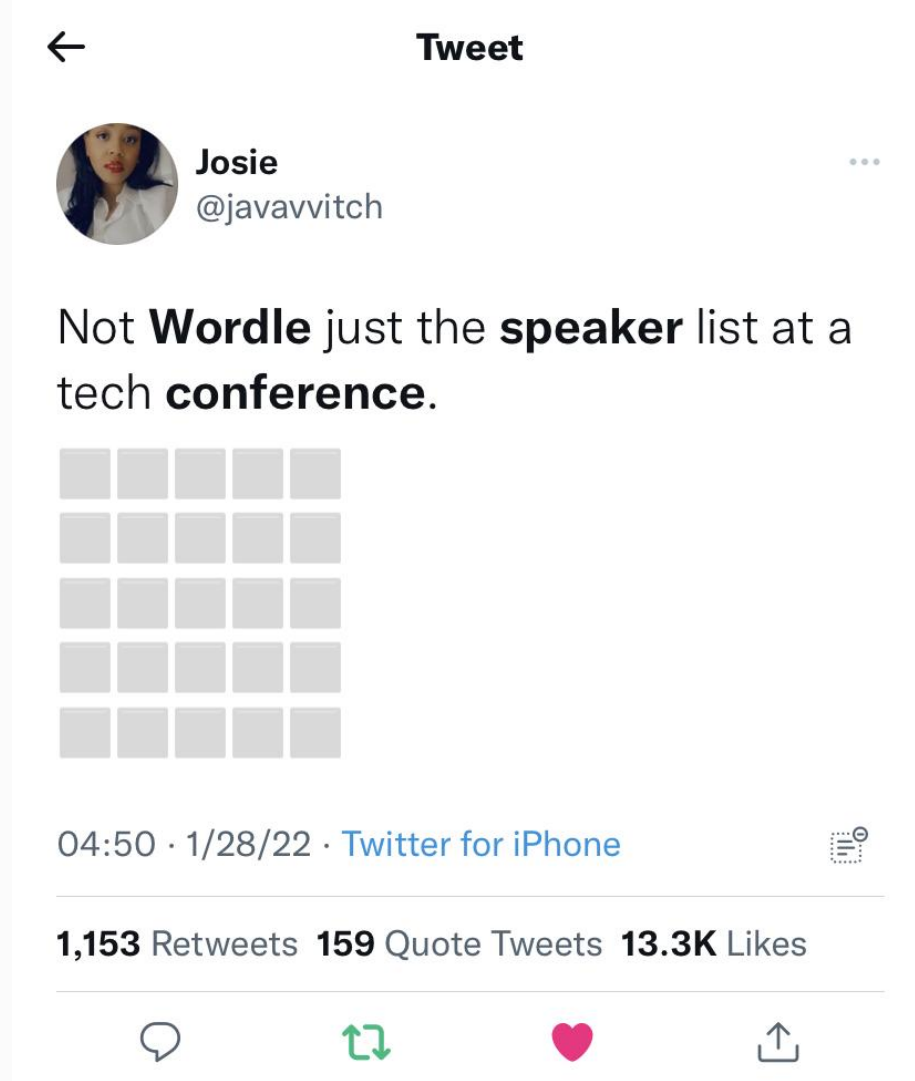 Tweet
Josie
@javavvitch
Not Wordle just the speaker list at a
tech conference.
04:50 · 1/28/22 · Twitter for iPhone
1,153 Retweets 159 Quote Tweets 13.3K Likes